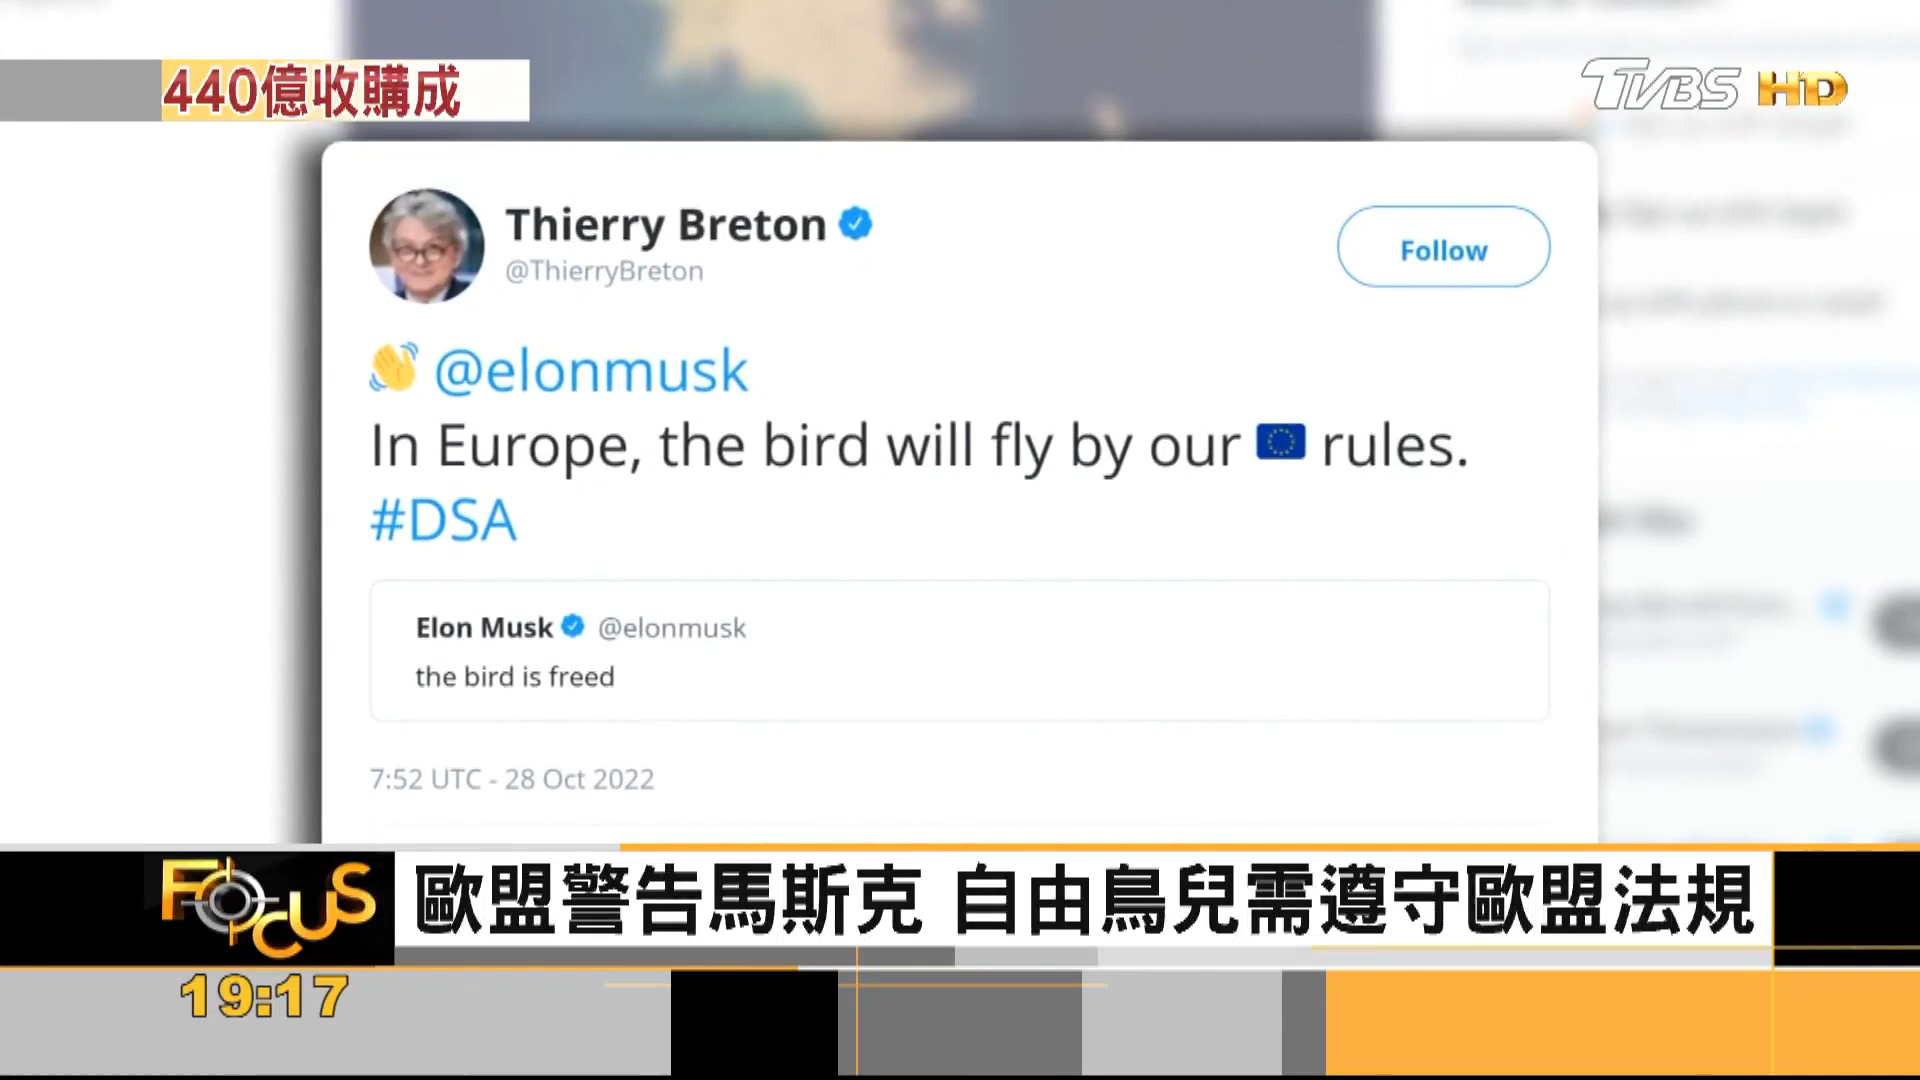 440億收購成
TVBS HD
Thierry Breton
@ThierryBreton
Follow
👋 @elonmusk
In Europe, the bird will fly by our 🇪🇺 rules.
#DSA
Elon Musk @elonmusk
the bird is freed
7:52 UTC - 28 Oct 2022
FOCUS
歐盟警告馬斯克 自由鳥兒需遵守歐盟法規
19:17